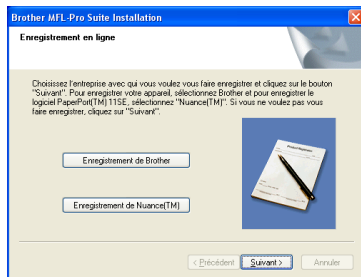 Brother MFL-Pro Suite Installation
Enregistrement en ligne
Choisissez l'entreprise avec qui vous voulez vous faire enregistrer et cliquez sur le bouton
"Suivant". Pour enregistrer votre appareil, sélectionnez Brother et pour enregistrer le
logiciel PaperPort(TM) 11SE, sélectionnez "Nuance(TM)". Si vous ne voulez pas vous
faire enregistrer, cliquez sur "Suivant".
Product Registration
Enregistrement de Brother
Enregistrement de Nuance(TM)
< Précédent
Suivant >
Annuler